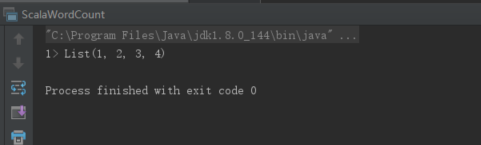 ScalaWordCount
"C:\Program Files\Java\jdk1.8.0_144\bin\java" ...
1> List(1, 2, 3, 4)
Process finished with exit code 0